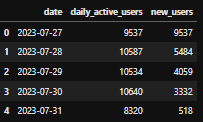 date daily_active_users new_users
0 2023-07-27 9537 9537
1 2023-07-28 10587 5484
2 2023-07-29 10534 4059
3 2023-07-30 10640 3332
4 2023-07-31 8320 518